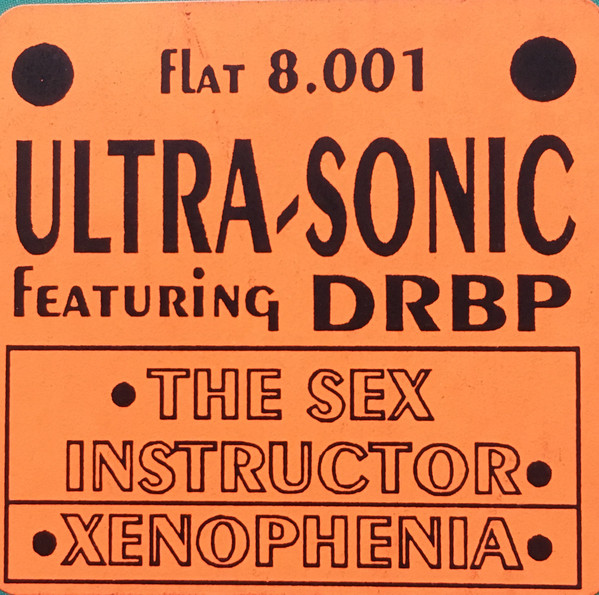 fLAT 8.001
ULTRA-SONIC
fEATURiNG DRBP
• THE SEX
INSTRUCTOR •
• XENOPHENIA •